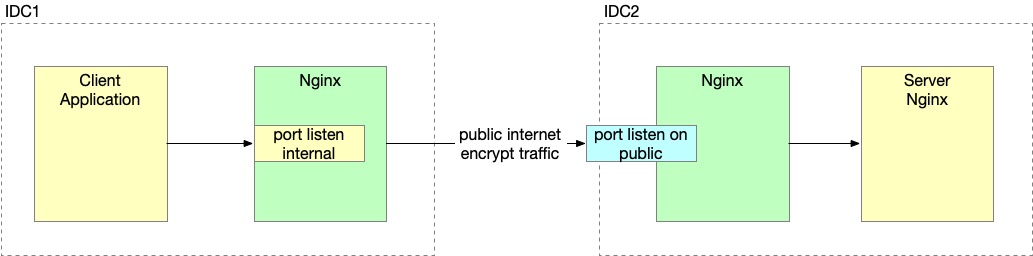 IDC1
IDC2
Client
Application
Nginx
port listen
internal
public internet
encrypt traffic
Nginx
port listen on
public
Server
Nginx